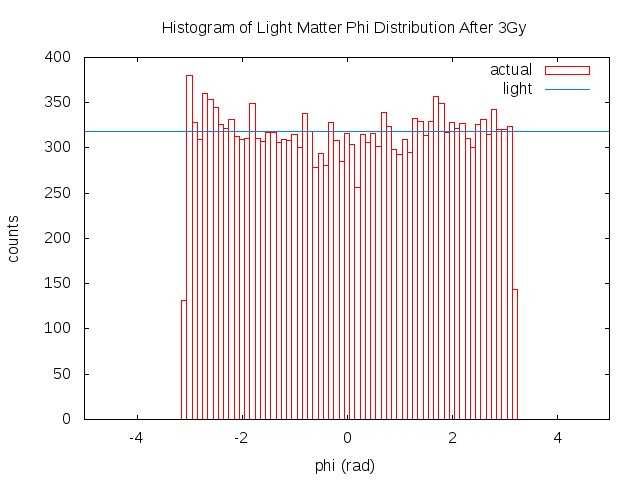 Histogram of Light Matter Phi Distribution After 3Gy
actual
light
400
350
300
250
200
150
100
50
0
counts
-4 -2 0 2 4
phi (rad)